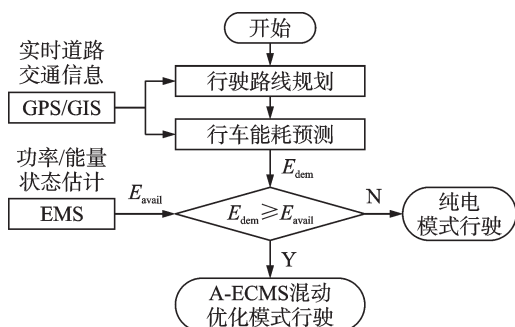 开始
实时道路
交通信息
GPS/GIS
行驶路线规划
行车能耗预测
E_dem
功率/能量
状态估计
EMS
E_avail
E_dem≥E_avail
N
纯电
模式行驶
Y
A-ECMS混动
优化模式行驶